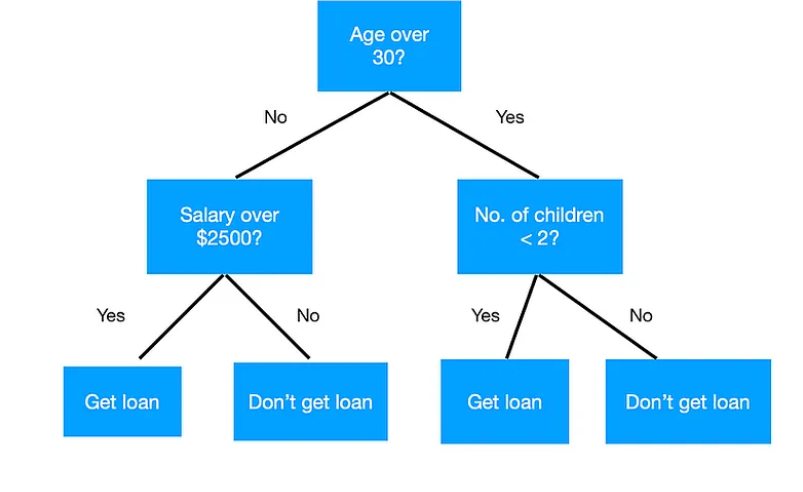 Age over
30?
No
Yes
Salary over
$2500?
No. of children
< 2?
Yes
No
Yes
No
Get loan
Don’t get loan
Get loan
Don’t get loan